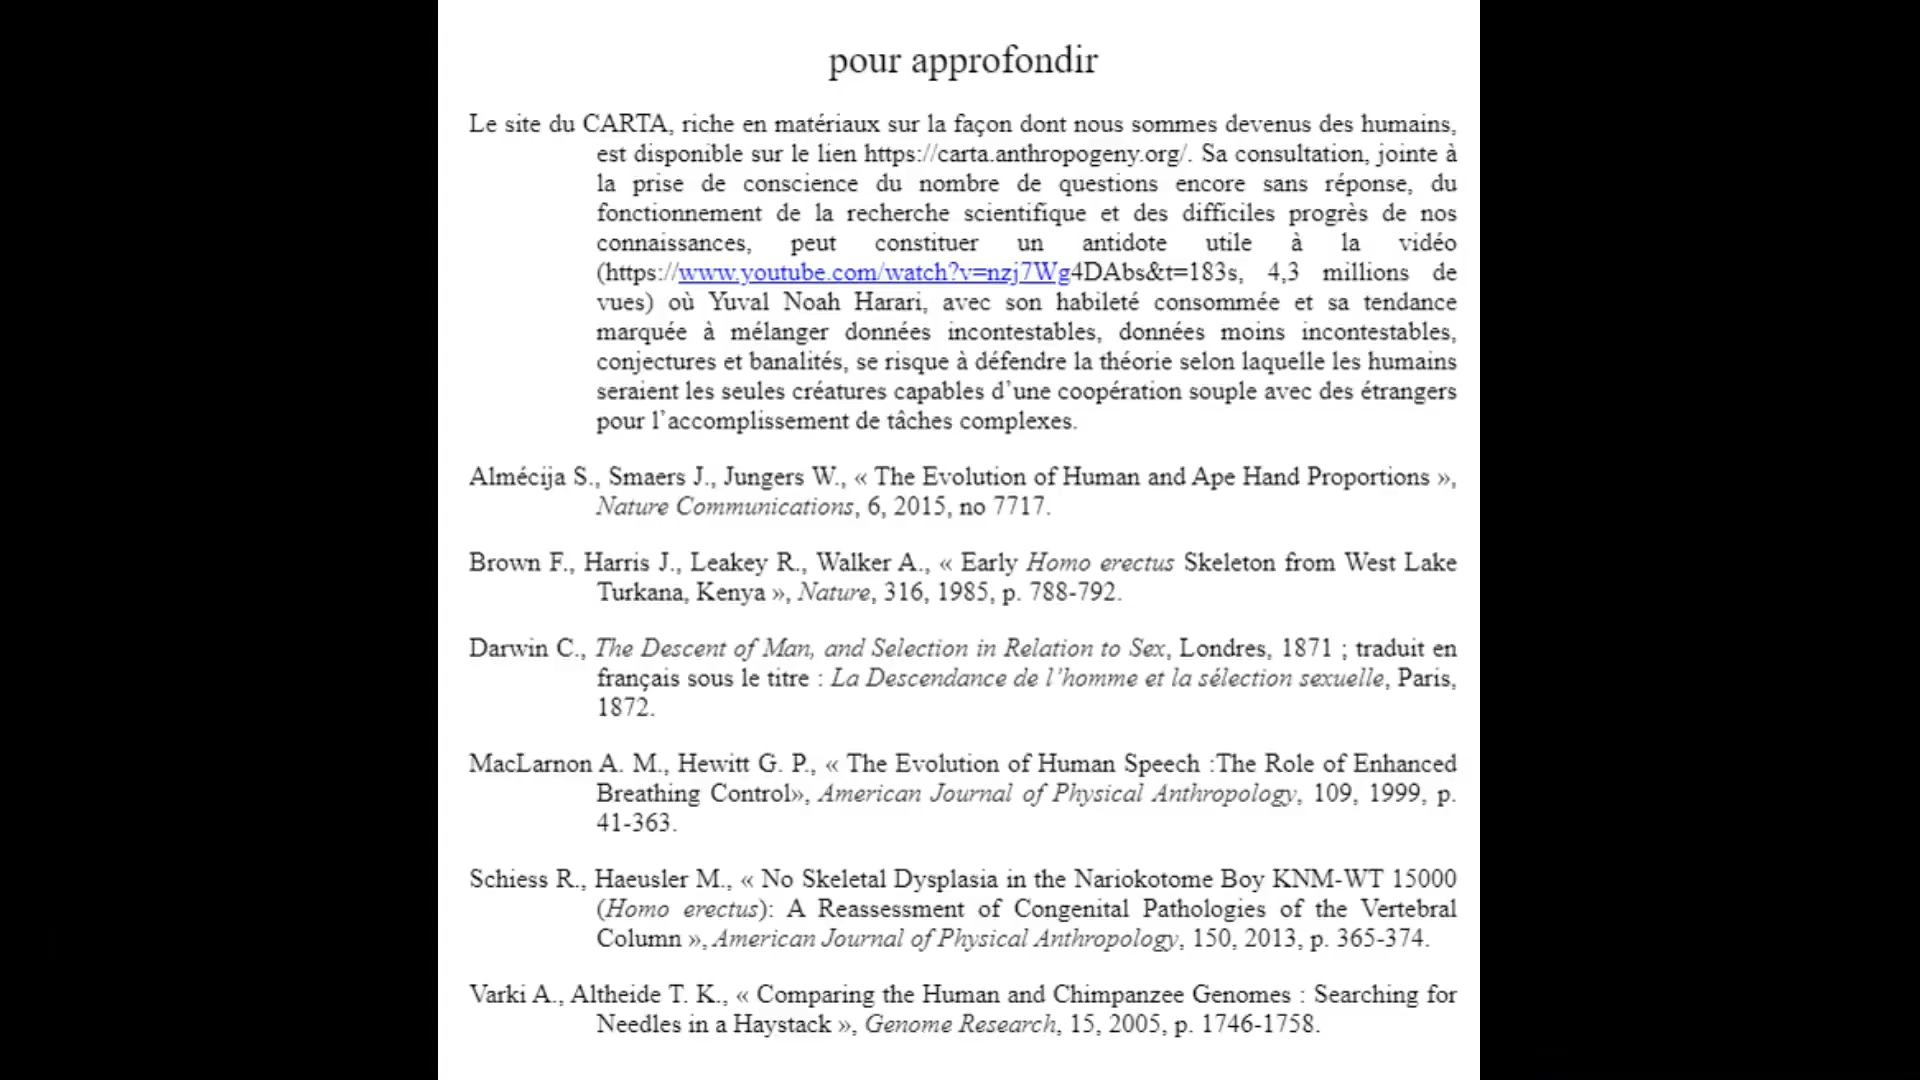 pour approfondir
Le site du CARTA, riche en matériaux sur la façon dont nous sommes devenus des humains,
est disponible sur le lien https://carta.anthropogeny.org/. Sa consultation, jointe à
la prise de conscience du nombre de questions encore sans réponse, du
fonctionnement de la recherche scientifique et des difficiles progrès de nos
connaissances, peut constituer un antidote utile à la vidéo
(https://www.youtube.com/watch?v=nzj7Wg4DAbs&t=183s, 4,3 millions de
vues) où Yuval Noah Harari, avec son habileté consommée et sa tendance
marquée à mélanger données incontestables, données moins incontestables,
conjectures et banalités, se risque à défendre la théorie selon laquelle les humains
seraient les seules créatures capables d’une coopération souple avec des étrangers
pour l’accomplissement de tâches complexes.
Almécija S., Smaers J., Jungers W., « The Evolution of Human and Ape Hand Proportions »,
Nature Communications, 6, 2015, no 7717.
Brown F., Harris J., Leakey R., Walker A., « Early Homo erectus Skeleton from West Lake
Turkana, Kenya », Nature, 316, 1985, p. 788-792.
Darwin C., The Descent of Man, and Selection in Relation to Sex, Londres, 1871 ; traduit en
français sous le titre : La Descendance de l’homme et la sélection sexuelle, Paris,
1872.
MacLarnon A. M., Hewitt G. P., « The Evolution of Human Speech :The Role of Enhanced
Breathing Control», American Journal of Physical Anthropology, 109, 1999, p.
41-363.
Schiess R., Haeusler M., « No Skeletal Dysplasia in the Nariokotome Boy KNM-WT 15000
(Homo erectus): A Reassessment of Congenital Pathologies of the Vertebral
Column », American Journal of Physical Anthropology, 150, 2013, p. 365-374.
Varki A., Altheide T. K., « Comparing the Human and Chimpanzee Genomes : Searching for
Needles in a Haystack », Genome Research, 15, 2005, p. 1746-1758.